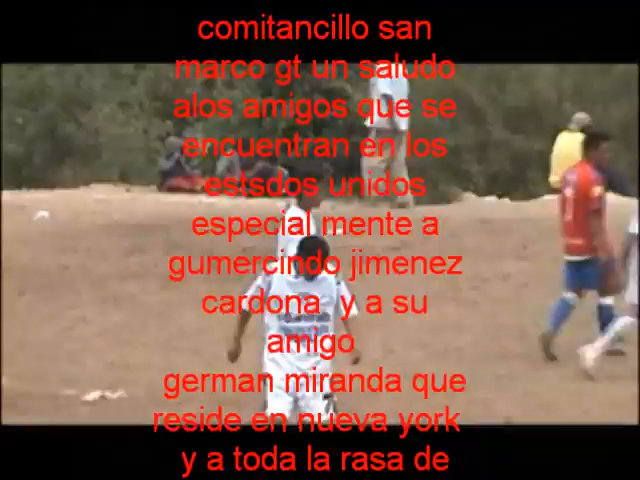 comitancillo san
marco gt un saludo
alos amigos que se
encuentran en los
estsdos unidos
especial mente a
gumercindo jimenez
cardona y a su
amigo
german miranda que
reside en nueva york
y a toda la rasa de